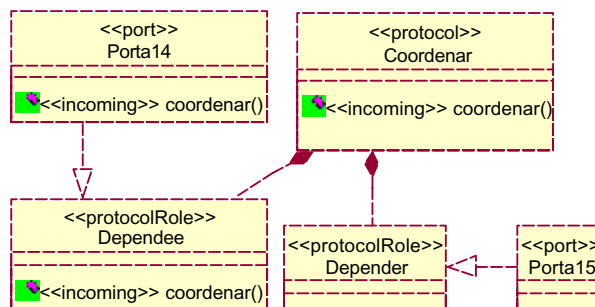 <<port>>
Porta14
<<incoming>> coordenar()
<<protocol>>
Coordenar
<<incoming>> coordenar()
<<protocolRole>>
Dependee
<<incoming>> coordenar()
<<protocolRole>>
Depender
<<port>>
Porta15